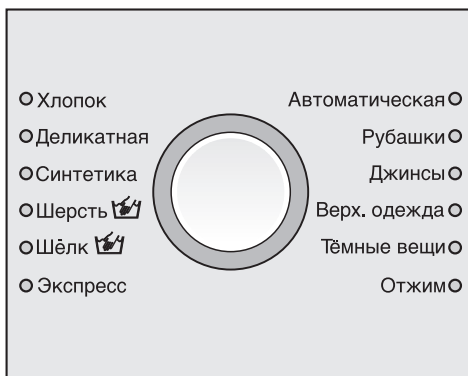 Хлопок
Деликатная
Синтетика
Шерсть
Шёлк
Экспресс
Автоматическая
Рубашки
Джинсы
Верх. одежда
Тёмные вещи
Отжим